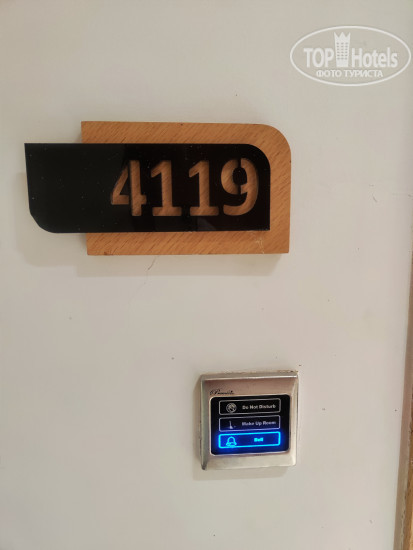 TOP Hotels
ФОТО ТУРИСТА
4119
Do Not Disturb
Make Up Room
Bell